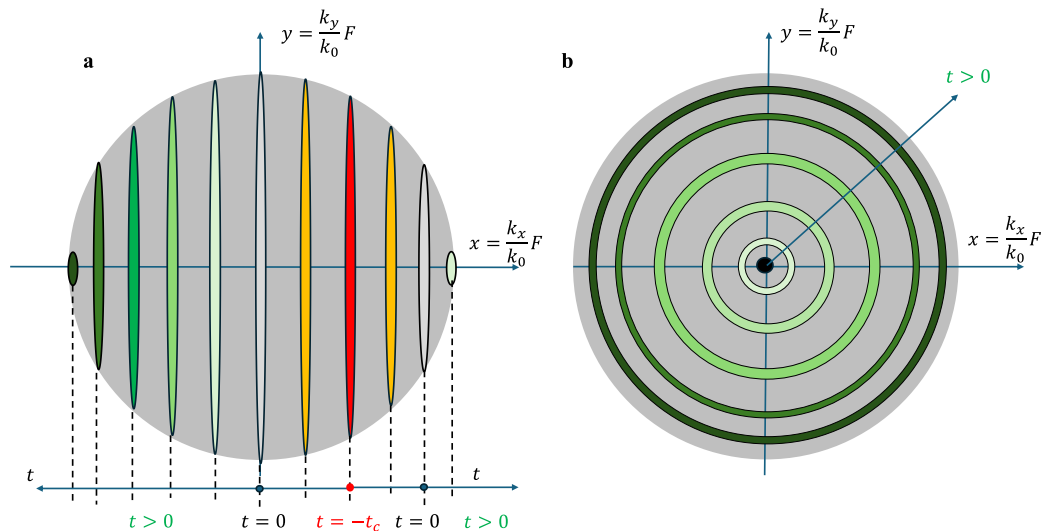 a
y = k_y/k_0 F
x = k_x/k_0 F
t
t
t > 0
t = 0
t = −t_c
t = 0
t > 0
b
y = k_y/k_0 F
t > 0
x = k_x/k_0 F